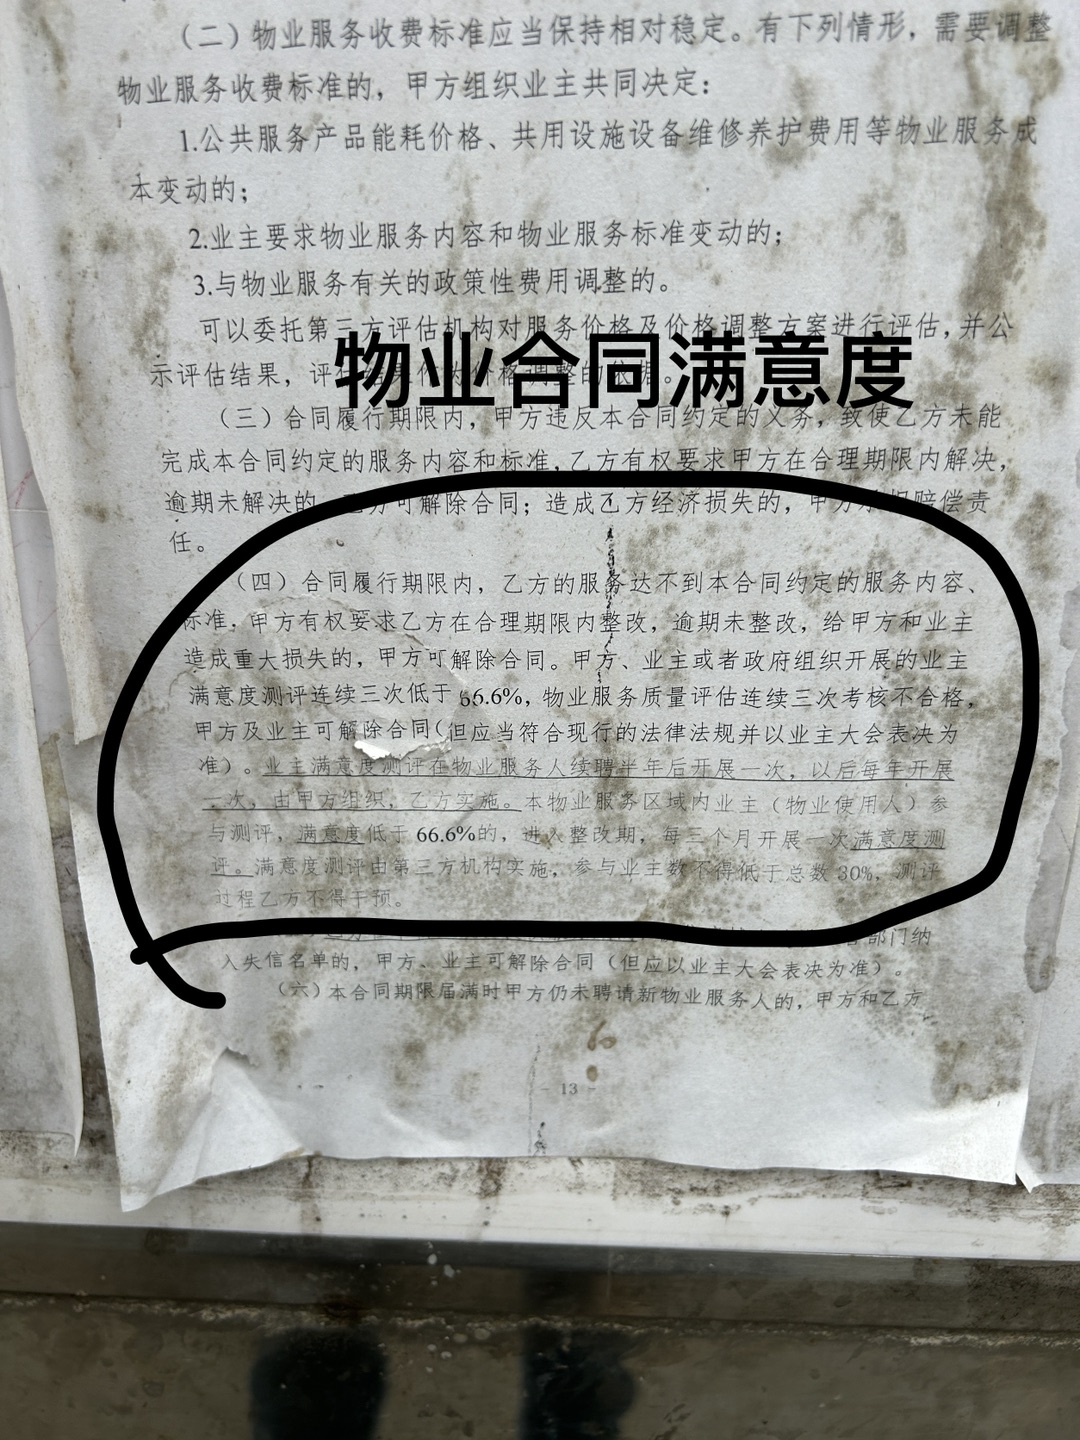 （二）物业服务收费标准应当保持相对稳定。有下列情形，需要调整
物业服务收费标准的，甲方组织业主共同决定：
1.公共服务产品能耗价格、共用设施设备维修养护费用等物业服务成
本变动的；
2.业主要求物业服务内容和物业服务标准变动的；
3.与物业服务有关的政策性费用调整的。
可以委托第三方评估机构对服务价格及价格调整方案进行评估，并公
示评估结果，评
物业合同满意度
（三）合同履行期限内，甲方违反本合同约定的义务，致使乙方未能
完成本合同约定的服务内容和标准，乙方有权要求甲方在合理期限内解决，
逾期未解决的，乙方可解除合同；造成乙方经济损失的，甲方承担赔偿责
任。
（四）合同履行期限内，乙方的服务达不到本合同约定的服务内容、
标准，甲方有权要求乙方在合理期限内整改，逾期未整改，给甲方和业主
造成重大损失的，甲方可解除合同。甲方、业主或者政府组织开展的业主
满意度测评连续三次低于 66.6%，物业服务质量评估连续三次考核不合格，
甲方及业主可解除合同（但应当符合现行的法律法规并以业主大会表决为
准）。业主满意度测评在物业服务人续聘半年后开展一次，以后每年开展
一次，由甲方组织，乙方实施。本物业服务区域内业主（物业使用人）参
与测评，满意度低于 66.6%的，进入整改期，每三个月开展一次满意度测
评。满意度测评由第三方机构实施，参与业主数不得低于总数 30%，测评
过程乙方不得干预。
部门纳
入失信名单的，甲方、业主可解除合同（但应以业主大会表决为准）。
（六）本合同期限届满时甲方仍未聘请新物业服务人的，甲方和乙方
- 13 -